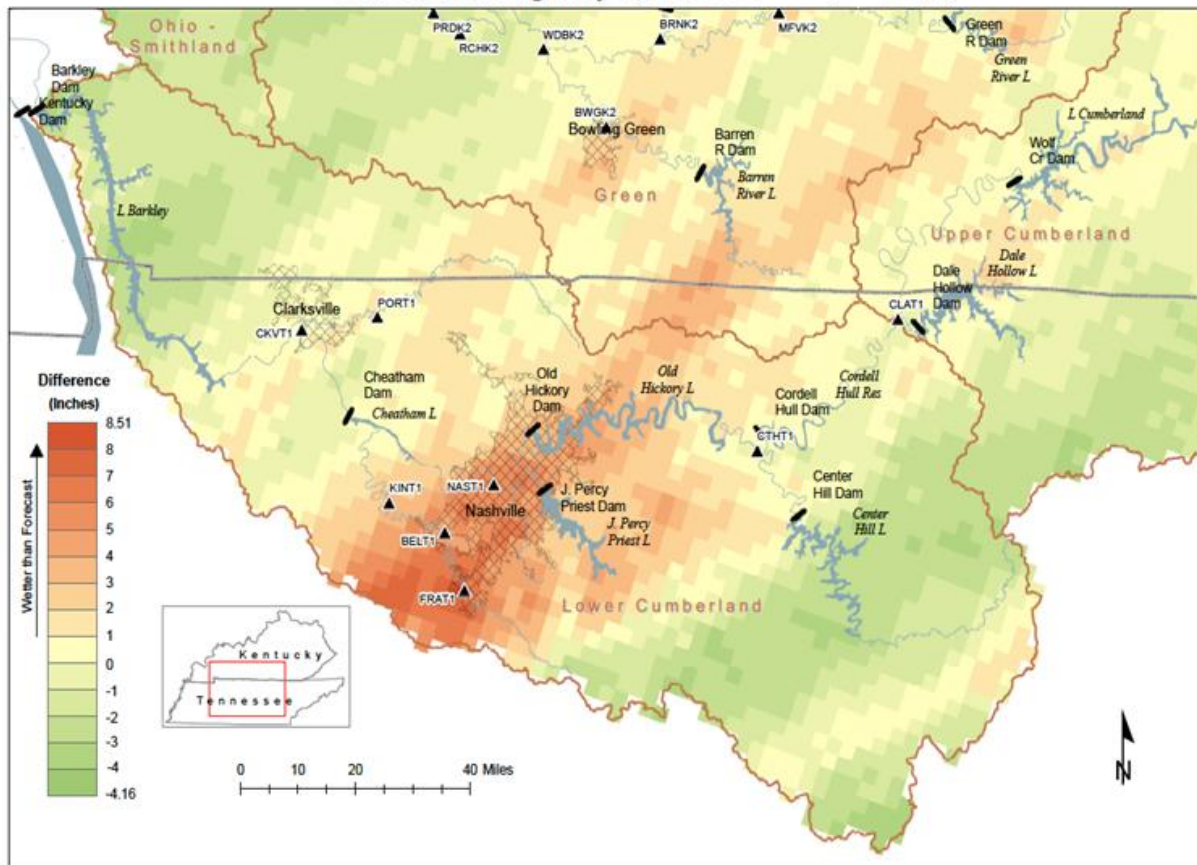 Ohio -
Smithland
PRDK2
RCHK2
WDBK2
BRNK2
MFVK2
Green
R Dam
Green
River L
Barkley
Dam
Kentucky
Dam
L Cumberland
BWGK2
Bowling Green
Barren
R Dam
Wolf
Cr Dam
Barren
River L
Green
L Barkley
Upper Cumberland
Dale
Hollow L
Dale
Hollow
Dam
Clarksville
PORT1
CKVT1
CLAT1
Cheatham
Dam
Cheatham L
Old
Hickory
Dam
Old
Hickory L
Cordell
Hull Res
Cordell
Hull Dam
CTHT1
Difference
(Inches)
8.51
8
7
6
5
4
3
2
1
0
-1
-2
-3
-4
-4.16
Wetter than Forecast
KINT1
NAST1
Nashville
J. Percy
Priest Dam
J. Percy
Priest L
Center
Hill Dam
Center
Hill L
BELT1
FRAT1
Lower Cumberland
Kentucky
Tennessee
0 10 20 40 Miles
N